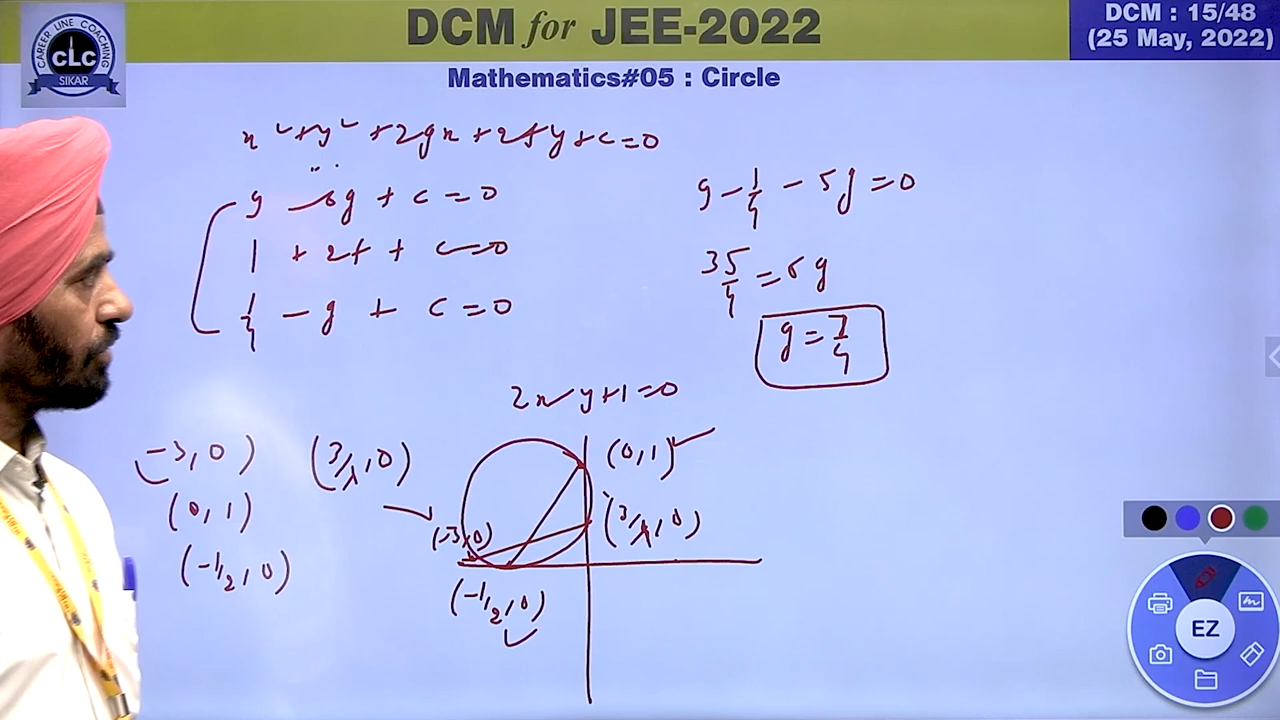 DCM for JEE-2022
DCM : 15/48
(25 May, 2022)
CAREER LINE COACHING
CLC
SIKAR
Mathematics#05 : Circle
x² + y² + 2gx + 2fy + c = 0
9 - 6g + c = 0
1 + 2f + c = 0
1/4 - g + c = 0
9 - 1/4 - 5g = 0
35/4 = 5g
g = 7/4
2x - y + 1 = 0
(-3, 0)
(3/λ, 0)
(0, 1)
(0, 1)
(-3, 0)
(3/λ, 0)
(-1/2, 0)
(-1/2, 0)
EZ